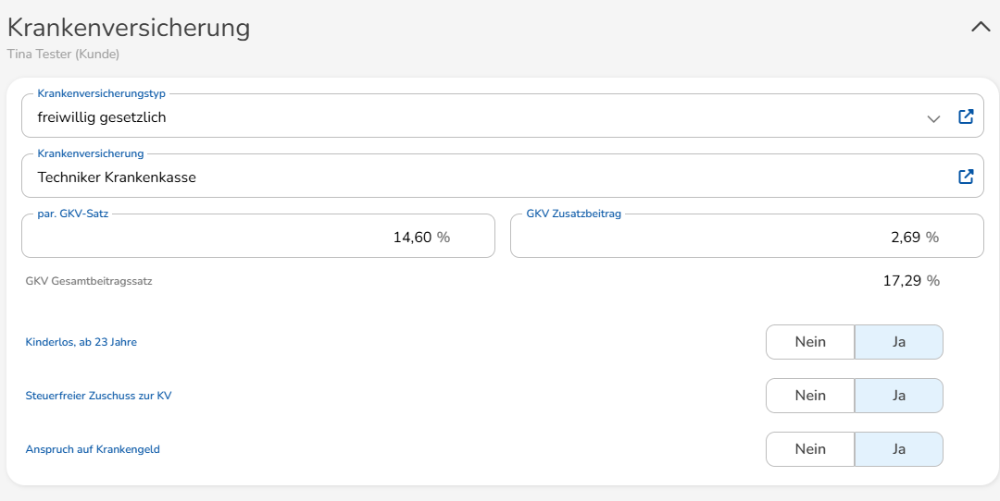 Krankenversicherung
Tina Tester (Kunde)
Krankenversicherungstyp
freiwillig gesetzlich
Krankenversicherung
Techniker Krankenkasse
par. GKV-Satz GKV Zusatzbeitrag
14,60 % 2,69 %
GKV Gesamtbeitragssatz 17,29 %
Kinderlos, ab 23 Jahre Nein Ja
Steuerfreier Zuschuss zur KV Nein Ja
Anspruch auf Krankengeld Nein Ja